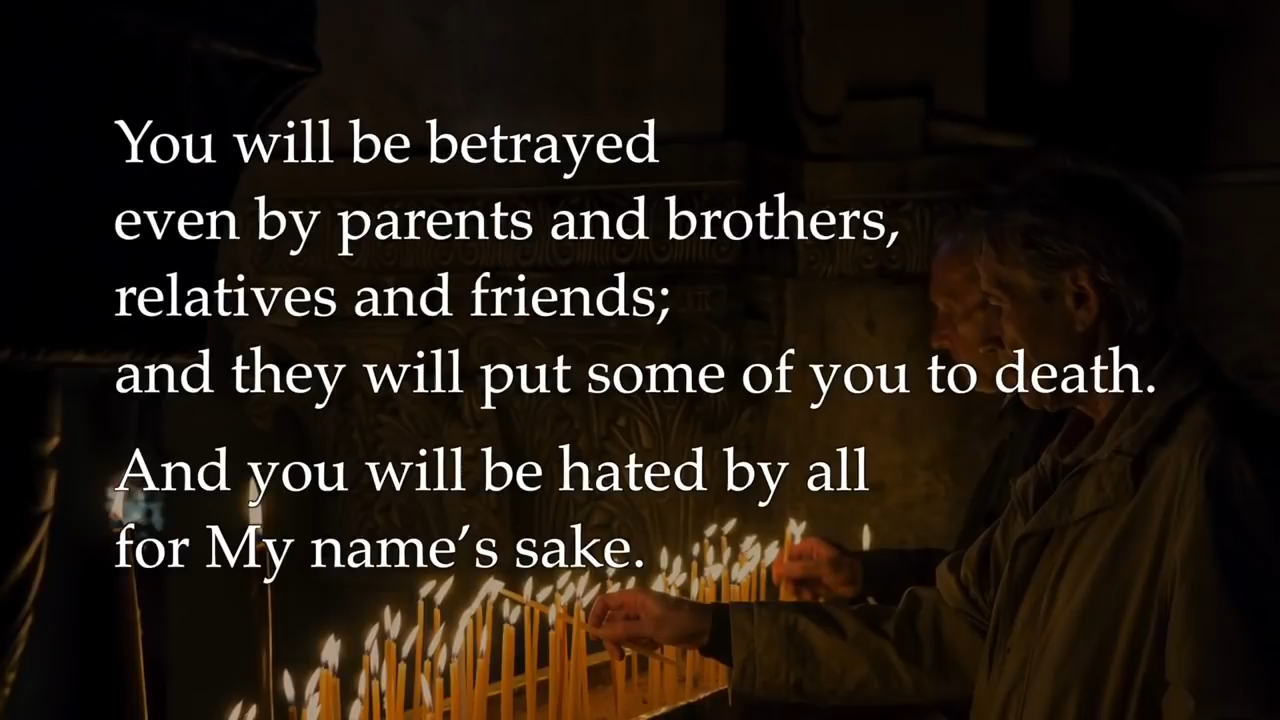 You will be betrayed
even by parents and brothers,
relatives and friends;
and they will put some of you to death.
And you will be hated by all
for My name’s sake.